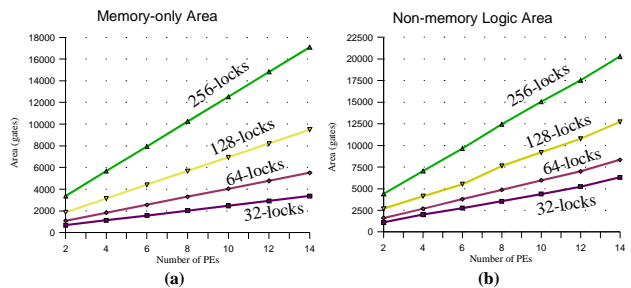 Memory-only Area
18000
16000
14000
12000
10000
8000
6000
4000
2000
0
Area (gates)
256-locks
128-locks
64-locks
32-locks
2 4 6 8 10 12 14
Number of PEs
(a)
Non-memory Logic Area
22500
20000
17500
15000
12500
10000
7500
5000
2500
0
Area (gates)
256-locks
128-locks
64-locks
32-locks
2 4 6 8 10 12 14
Number of PEs
(b)